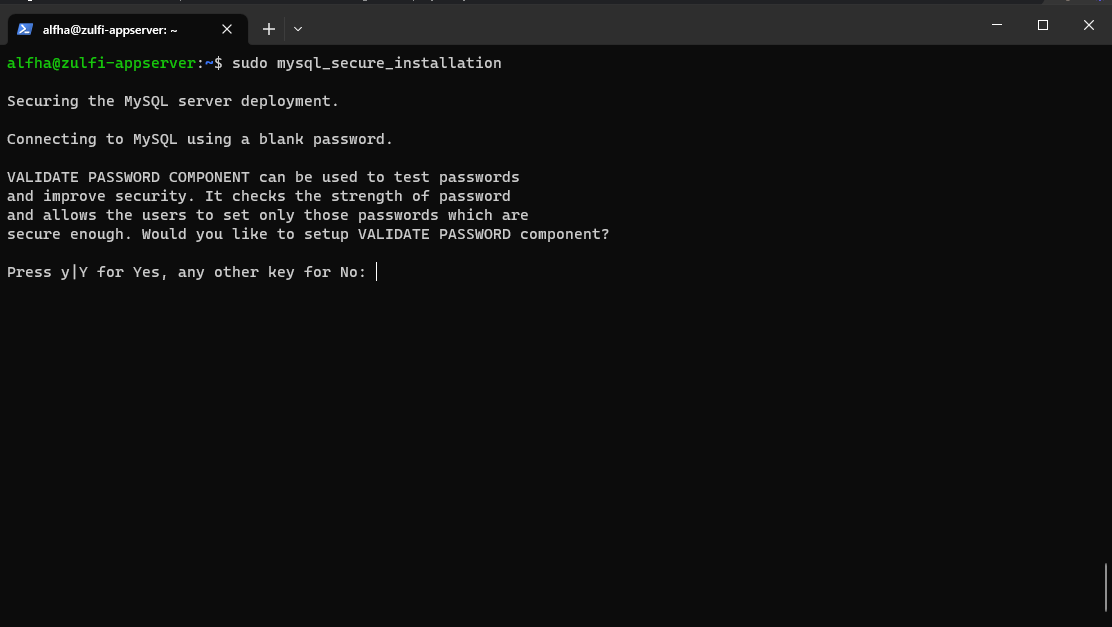 alfha@zulfi-appserver: ~
alfha@zulfi-appserver:~$ sudo mysql_secure_installation
Securing the MySQL server deployment.
Connecting to MySQL using a blank password.
VALIDATE PASSWORD COMPONENT can be used to test passwords
and improve security. It checks the strength of password
and allows the users to set only those passwords which are
secure enough. Would you like to setup VALIDATE PASSWORD component?
Press y|Y for Yes, any other key for No: